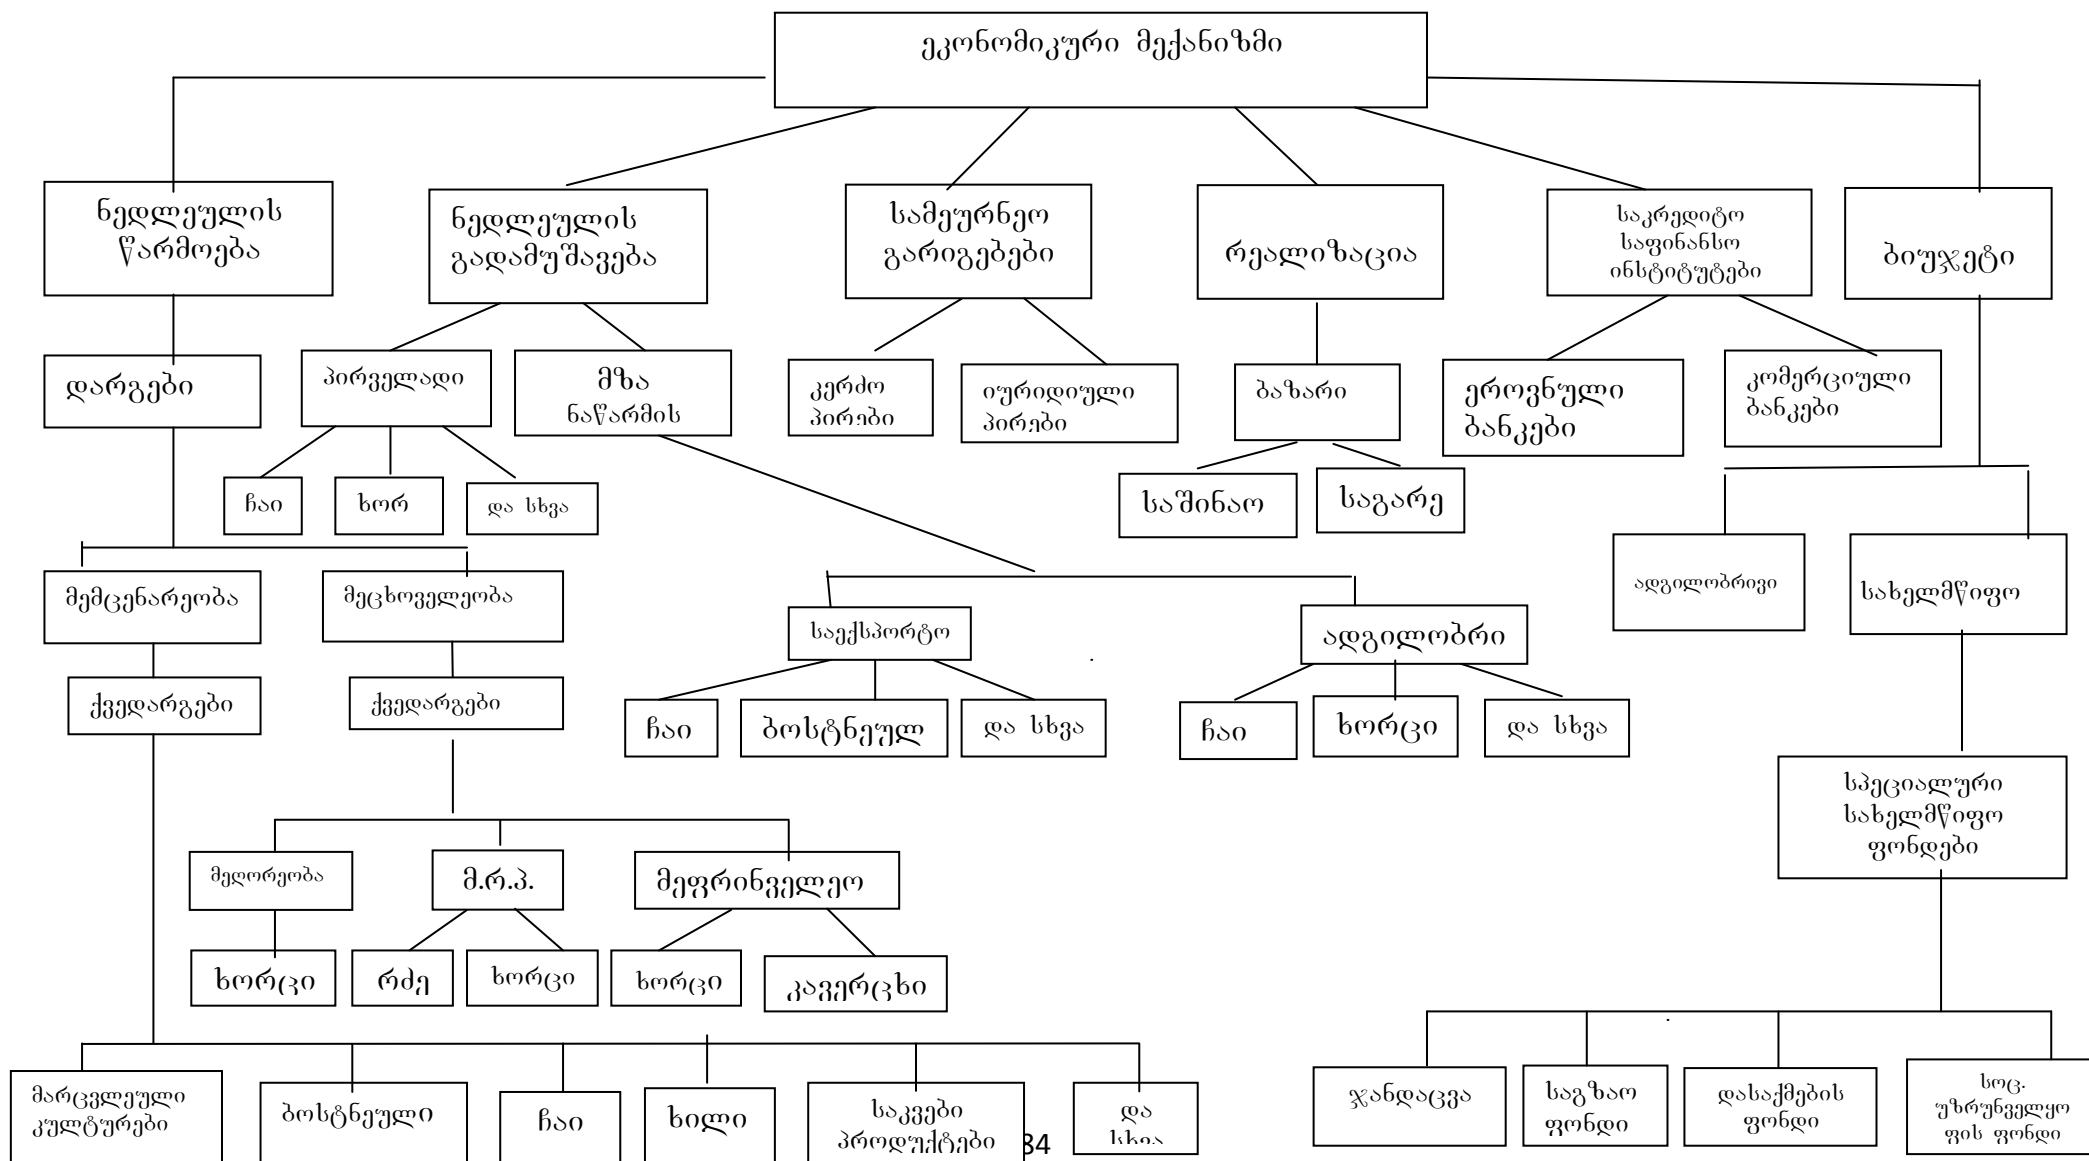 ეკონომიკური მექანიზმი
ნედლეულის
წარმოება
ნედლეულის
გადამუშავება
სამეურნეო
გარიგებები
რეალიზაცია
საკრედიტო
საფინანსო
ინსტიტუტები
ბიუჯეტი
დარგები
პირველადი
მზა
ნაწარმის
კერძო
პირები
იურიდიული
პირები
ბაზარი
ეროვნული
ბანკები
კომერციული
ბანკები
ჩაი
ხორ
და სხვა
საშინაო
საგარე
მემცენარეობა
მეცხოველეობა
ადგილობრივი
სახელმწიფო
საექსპორტო
ადგილობრი
ქვედარგები
ქვედარგები
ჩაი
ბოსტნეულ
და სხვა
ჩაი
ხორცი
და სხვა
სპეციალური
სახელმწიფო
ფონდები
მეღორეობა
მ.რ.პ.
მეფრინველეო
ხორცი
რძე
ხორცი
ხორცი
კავერცხი
მარცვლეული
კულტურები
ბოსტნეული
ჩაი
ხილი
საკვები
პროდუქტები
და
სხვა
34
ჯანდაცვა
საგზაო
ფონდი
დასაქმების
ფონდი
სოც.
უზრუნველყო
ფის ფონდი